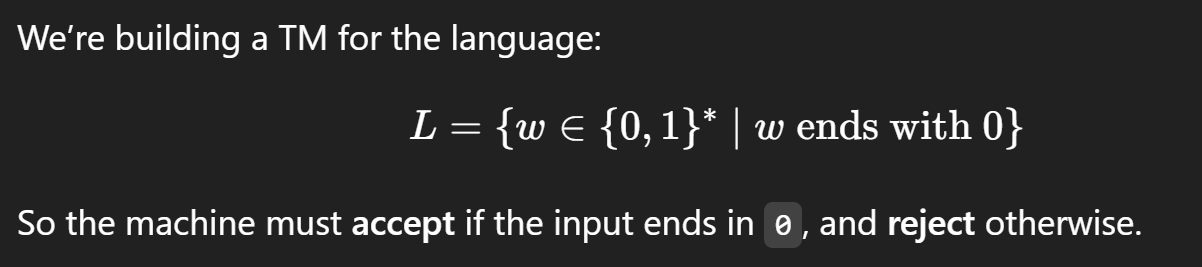 We’re building a TM for the language:
L = {w ∈ {0, 1}* | w ends with 0}
So the machine must accept if the input ends in 0, and reject otherwise.